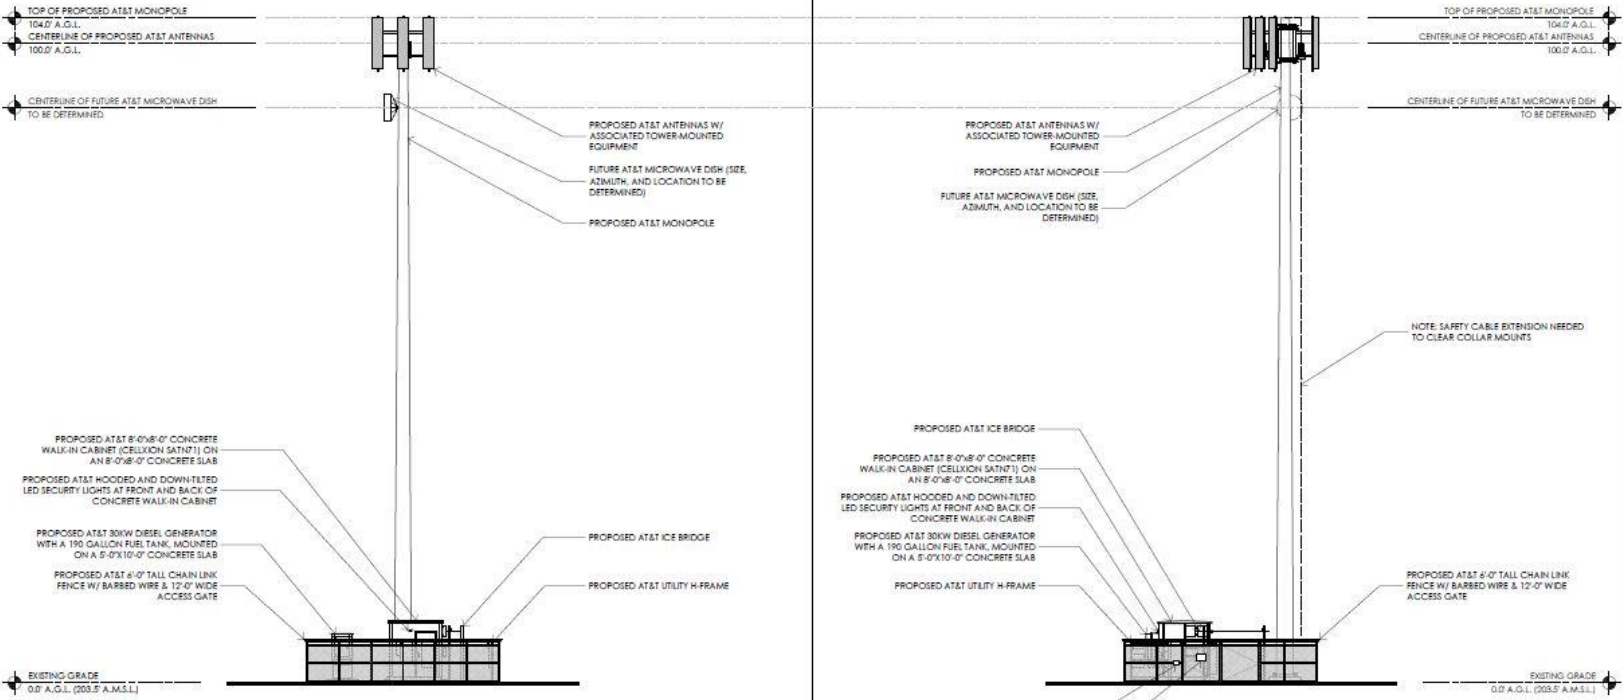 TOP OF PROPOSED AT&T MONOPOLE
104.0' A.G.L.
CENTERLINE OF PROPOSED AT&T ANTENNAS
100.0' A.G.L.
CENTERLINE OF FUTURE AT&T MICROWAVE DISH
TO BE DETERMINED
PROPOSED AT&T ANTENNAS W/
ASSOCIATED TOWER-MOUNTED
EQUIPMENT
FUTURE AT&T MICROWAVE DISH (SIZE,
AZIMUTH, AND LOCATION TO BE
DETERMINED)
PROPOSED AT&T MONOPOLE
PROPOSED AT&T 8'-0"x8'-0" CONCRETE
WALK-IN CABINET (CELLXION SATN71) ON
AN 8'-0"x8'-0" CONCRETE SLAB
PROPOSED AT&T HOODED AND DOWN-TILTED
LED SECURITY LIGHTS AT FRONT AND BACK OF
CONCRETE WALK-IN CABINET
PROPOSED AT&T 30KW DIESEL GENERATOR
WITH A 190 GALLON FUEL TANK, MOUNTED
ON A 5'-0"X10'-0" CONCRETE SLAB
PROPOSED AT&T 6'-0" TALL CHAIN LINK
FENCE W/ BARBED WIRE & 12'-0" WIDE
ACCESS GATE
PROPOSED AT&T ICE BRIDGE
PROPOSED AT&T UTILITY H-FRAME
EXISTING GRADE
0.0' A.G.L. (203.5' A.M.S.L.)
TOP OF PROPOSED AT&T MONOPOLE
104.0' A.G.L.
CENTERLINE OF PROPOSED AT&T ANTENNAS
100.0' A.G.L.
CENTERLINE OF FUTURE AT&T MICROWAVE DISH
TO BE DETERMINED
PROPOSED AT&T ANTENNAS W/
ASSOCIATED TOWER-MOUNTED
EQUIPMENT
PROPOSED AT&T MONOPOLE
FUTURE AT&T MICROWAVE DISH (SIZE,
AZIMUTH, AND LOCATION TO BE
DETERMINED)
NOTE: SAFETY CABLE EXTENSION NEEDED
TO CLEAR COLLAR MOUNTS
PROPOSED AT&T ICE BRIDGE
PROPOSED AT&T 8'-0"x8'-0" CONCRETE
WALK-IN CABINET (CELLXION SATN71) ON
AN 8'-0"x8'-0" CONCRETE SLAB
PROPOSED AT&T HOODED AND DOWN-TILTED
LED SECURITY LIGHTS AT FRONT AND BACK OF
CONCRETE WALK-IN CABINET
PROPOSED AT&T 30KW DIESEL GENERATOR
WITH A 190 GALLON FUEL TANK, MOUNTED
ON A 5'-0"X10'-0" CONCRETE SLAB
PROPOSED AT&T UTILITY H-FRAME
PROPOSED AT&T 6'-0" TALL CHAIN LINK
FENCE W/ BARBED WIRE & 12'-0" WIDE
ACCESS GATE
EXISTING GRADE
0.0' A.G.L. (203.5' A.M.S.L.)